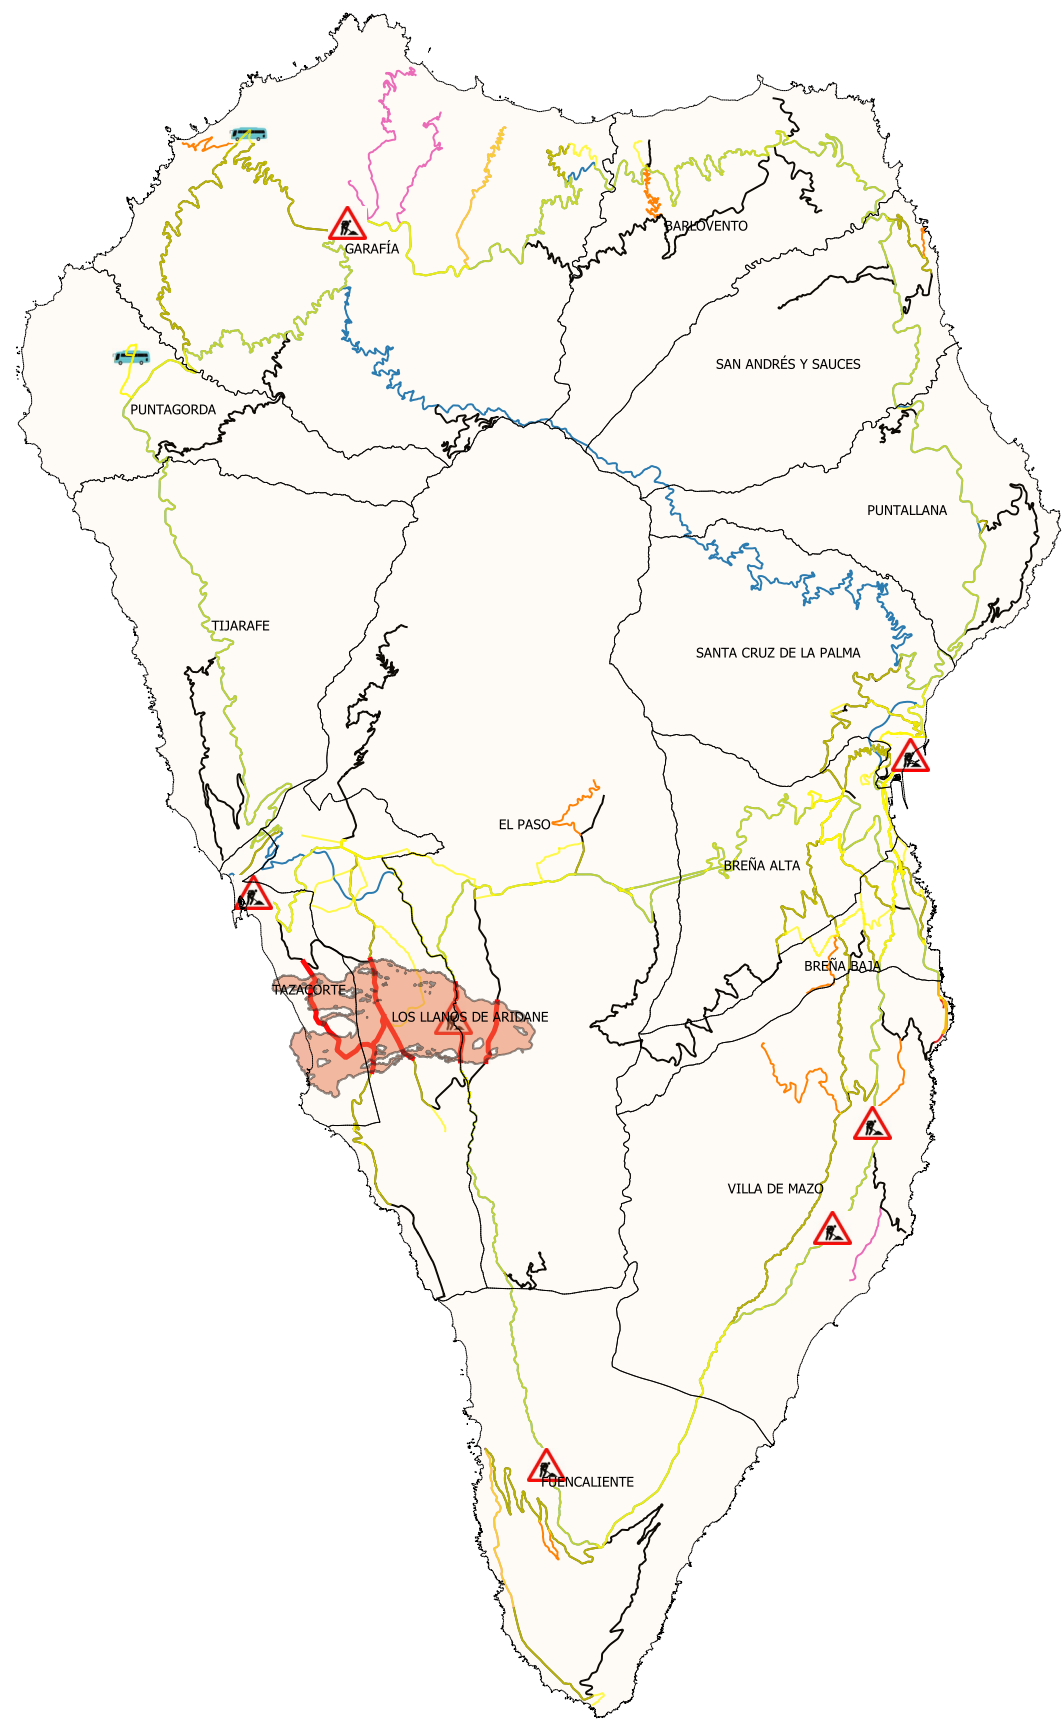 BARLOVENTO
GARAFÍA
SAN ANDRÉS Y SAUCES
PUNTAGORDA
PUNTALLANA
TIJARAFE
SANTA CRUZ DE LA PALMA
EL PASO
BREÑA ALTA
BREÑA BAJA
TAZACORTE
LOS LLANOS DE ARIDANE
VILLA DE MAZO
FUENCALIENTE